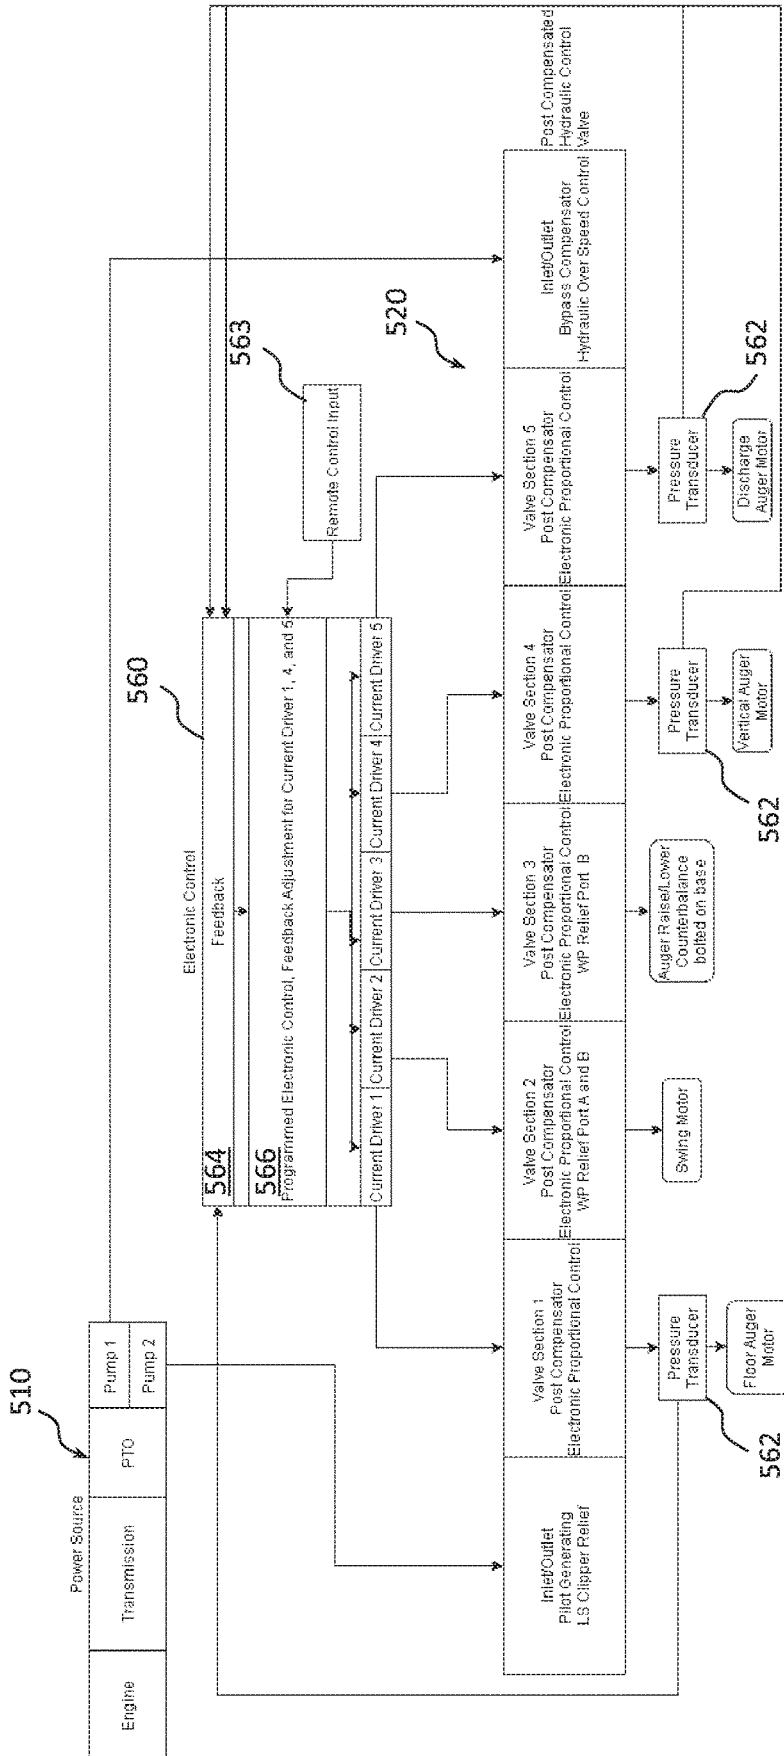 510
Power Source
Engine
Transmission
PTO
Pump 1
Pump 2
560
Electronic Control
564
Feedback
566
Programmed Electronic Control, Feedback Adjustment for Current Driver 1, 4, and 5
Current Driver 1
Current Driver 2
Current Driver 3
Current Driver 4
Current Driver 5
563
Remote Control Input
520
Inlet/Outlet
Pilot Generating
LS Clipper Relief
Valve Section 1
Post Compensator
Electronic Proportional Control
Valve Section 2
Post Compensator
Electronic Proportional Control
WP Relief Port A and B
Valve Section 3
Post Compensator
Electronic Proportional Control
WP Relief Port B
Valve Section 4
Post Compensator
Electronic Proportional Control
Valve Section 5
Post Compensator
Electronic Proportional Control
Inlet/Outlet
Bypass Compensator
Hydraulic Over Speed Control
Post Compensated
Hydraulic Control
Valve
Pressure
Transducer
562
Floor Auger
Motor
Swing Motor
Auger Raise/Lower
Counterbalance
bolted on base
Pressure
Transducer
562
Vertical Auger
Motor
Pressure
Transducer
562
Discharge
Auger Motor